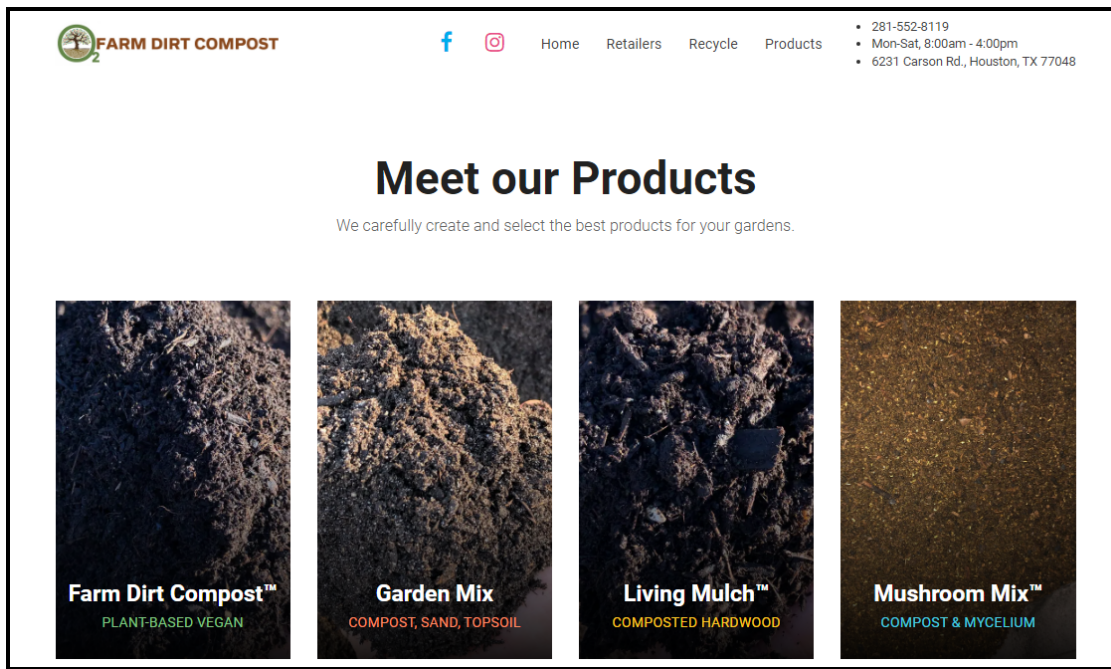 2
FARM DIRT COMPOST
Home Retailers Recycle Products
• 281-552-8119
• Mon-Sat, 8:00am - 4:00pm
• 6231 Carson Rd., Houston, TX 77048
Meet our Products
We carefully create and select the best products for your gardens.
Farm Dirt Compost™
PLANT-BASED VEGAN
Garden Mix
COMPOST, SAND, TOPSOIL
Living Mulch™
COMPOSTED HARDWOOD
Mushroom Mix™
COMPOST & MYCELIUM